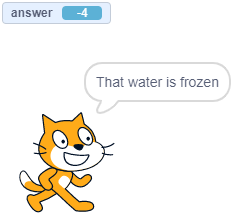 answer -4
That water is frozen